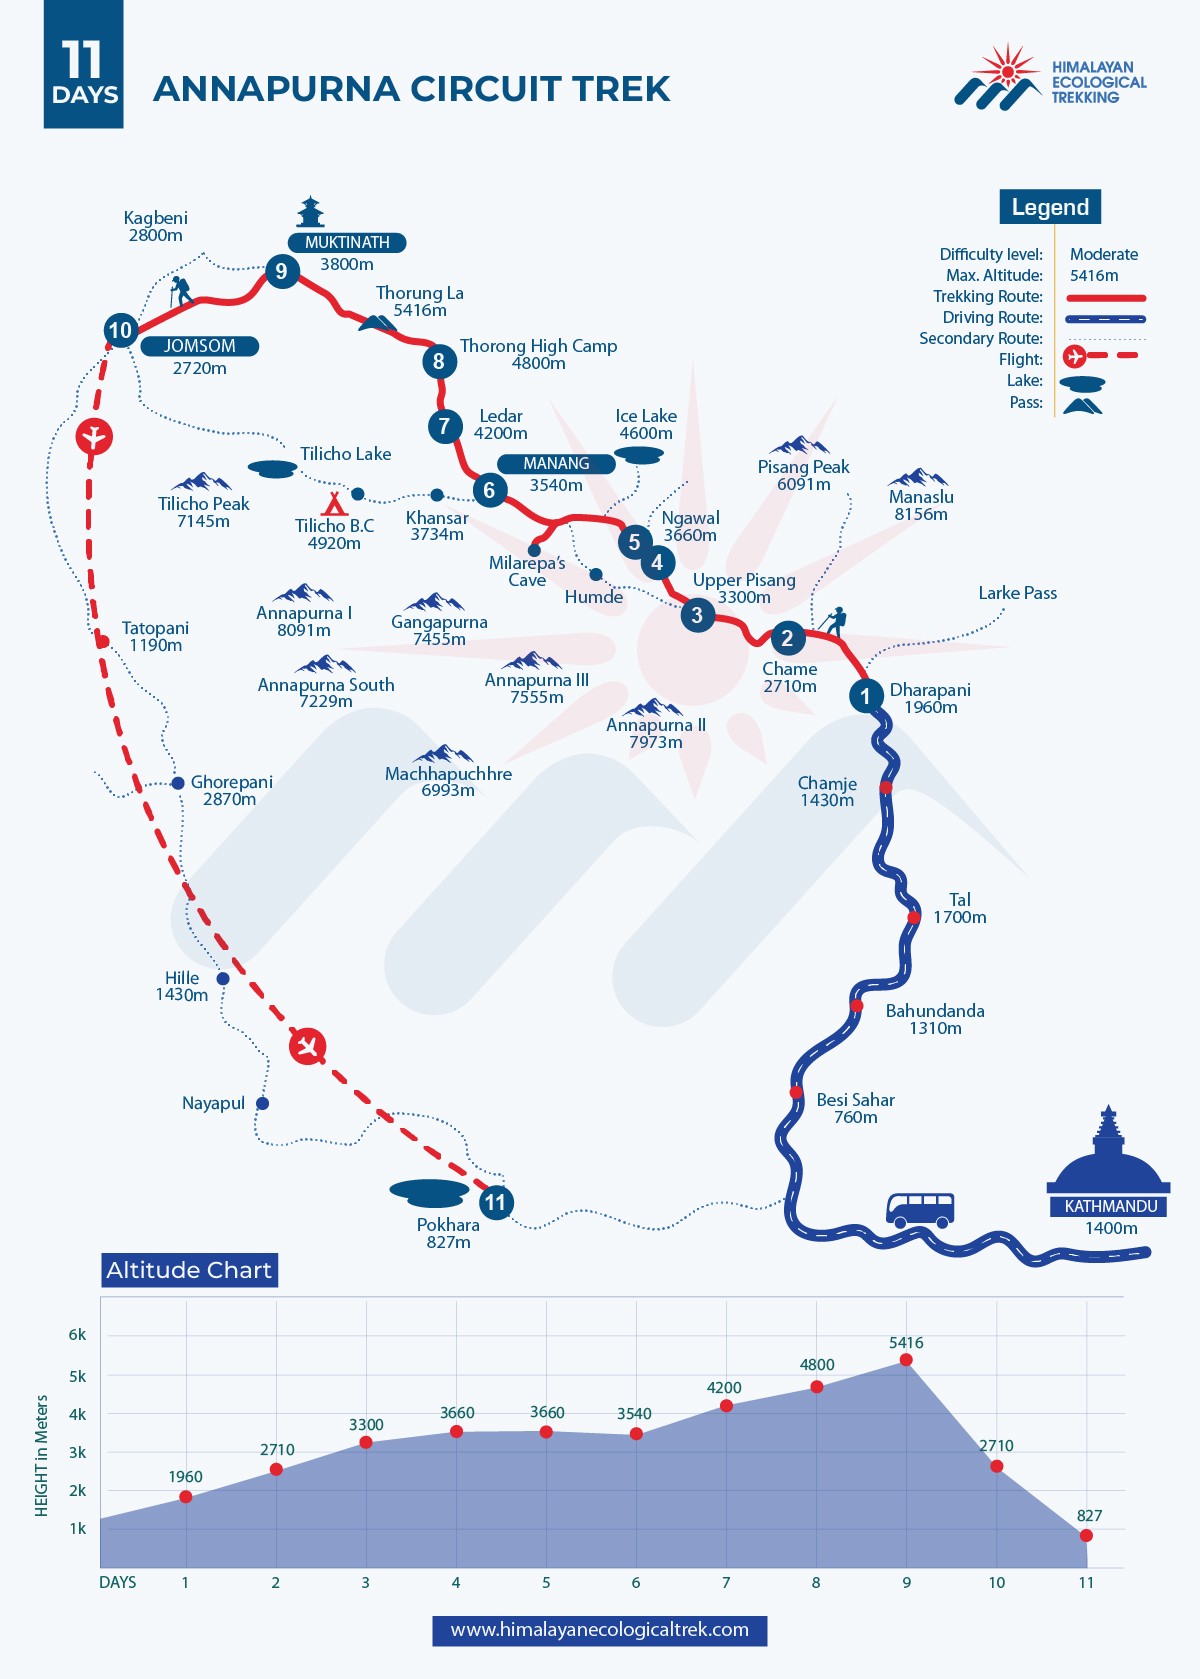 11
DAYS
ANNAPURNA CIRCUIT TREK
HIMALAYAN
ECOLOGICAL
TREKKING
Legend
Difficulty level: Moderate
Max. Altitude: 5416m
Trekking Route:
Driving Route:
Secondary Route:
Flight:
Lake:
Pass:
Kagbeni
2800m
MUKTINATH
3800m
9
Thorung La
5416m
10
JOMSOM
2720m
8
Thorong High Camp
4800m
7
Ledar
4200m
Ice Lake
4600m
Tilicho Lake
MANANG
3540m
6
Pisang Peak
6091m
Manaslu
8156m
Tilicho Peak
7145m
Tilicho B.C
4920m
Khansar
3734m
Ngawal
3660m
5
4
Milarepa's
Cave
Humde
Upper Pisang
3300m
3
Larke Pass
Annapurna I
8091m
Gangapurna
7455m
2
Chame
2710m
Tatopani
1190m
Annapurna South
7229m
Annapurna III
7555m
1
Dharapani
1960m
Annapurna II
7973m
Machhapuchhre
6993m
Ghorepani
2870m
Chamje
1430m
Tal
1700m
Hille
1430m
Bahundanda
1310m
Nayapul
Besi Sahar
760m
11
Pokhara
827m
KATHMANDU
1400m
Altitude Chart
HEIGHT in Meters
6k
5k
4k
3k
2k
1k
1960
2710
3300
3660
3660
3540
4200
4800
5416
2710
827
DAYS 1 2 3 4 5 6 7 8 9 10 11
www.himalayanecologicaltrek.com